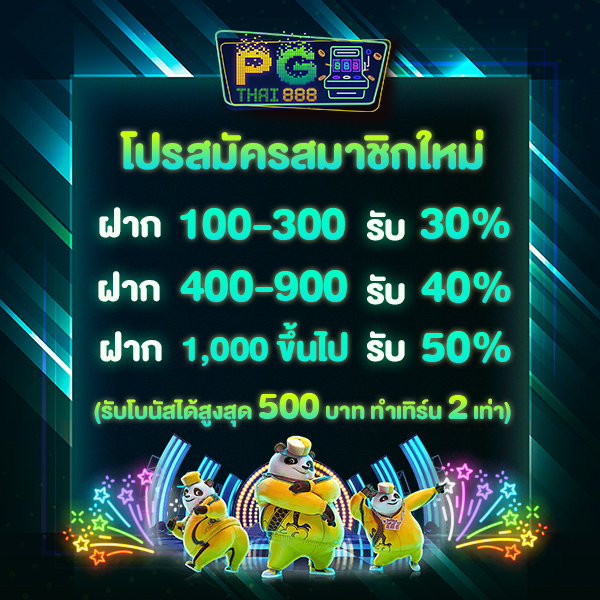 PG
THAI 888
888
โปรสมัครสมาชิกใหม่
ฝาก 100-300 รับ 30%
ฝาก 400-900 รับ 40%
ฝาก 1,000 ขึ้นไป รับ 50%
(รับโบนัสได้สูงสุด 500 บาท ทำเทิร์น 2 เท่า)